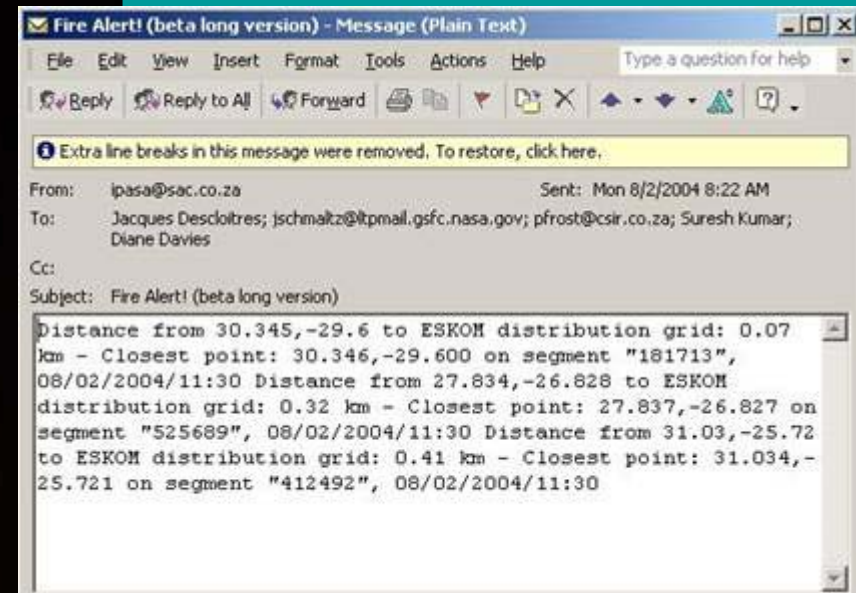 Fire Alert! (beta long version) - Message (Plain Text)
File Edit View Insert Format Tools Actions Help Type a question for help
Reply Reply to All Forward
Extra line breaks in this message were removed. To restore, click here.
From: ipasa@sac.co.za Sent: Mon 8/2/2004 8:22 AM
To: Jacques Descloitres; jschmaltz@ltpmail.gsfc.nasa.gov; pfrost@csir.co.za; Suresh Kumar;
Diane Davies
Cc:
Subject: Fire Alert! (beta long version)
Distance from 30.345,-29.6 to ESKOM distribution grid: 0.07
km - Closest point: 30.346,-29.600 on segment "181713",
08/02/2004/11:30 Distance from 27.834,-26.828 to ESKOM
distribution grid: 0.32 km - Closest point: 27.837,-26.827 on
segment "525689", 08/02/2004/11:30 Distance from 31.03,-25.72
to ESKOM distribution grid: 0.41 km - Closest point: 31.034,-
25.721 on segment "412492", 08/02/2004/11:30